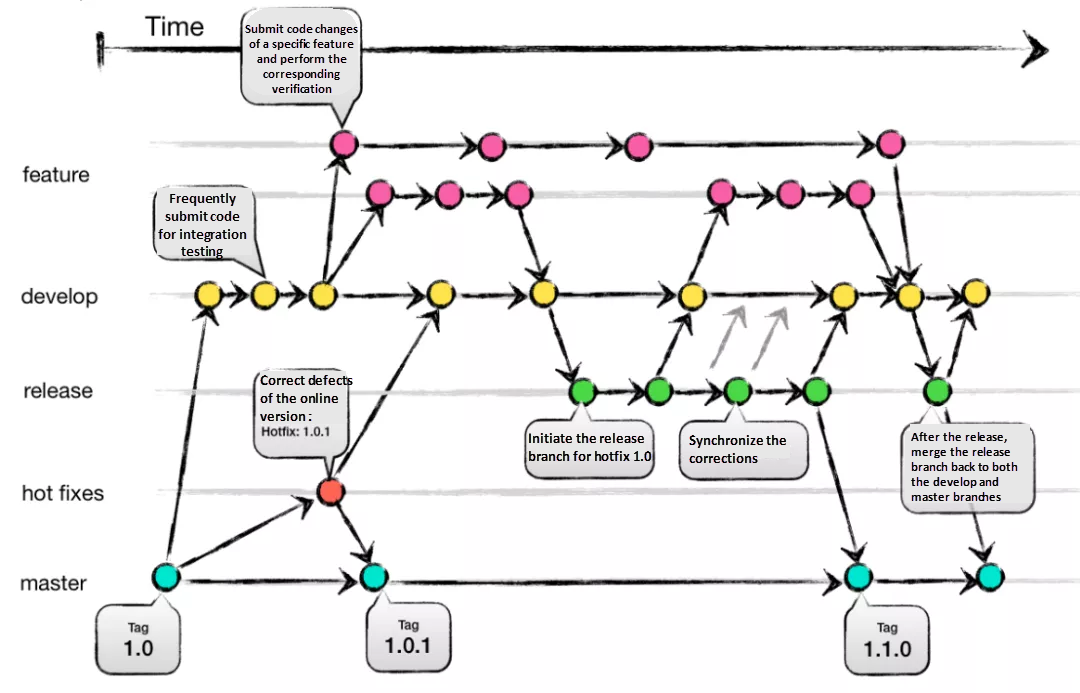 Time
Submit code changes
of a specific feature
and perform the
corresponding
verification
feature
Frequently
submit code
for integration
testing
develop
release
Correct defects
of the online
version :
Hotfix: 1.0.1
Initiate the release
branch for hotfix 1.0
Synchronize the
corrections
After the release,
merge the release
branch back to both
the develop and
master branches
hot fixes
master
Tag
1.0
Tag
1.0.1
Tag
1.1.0